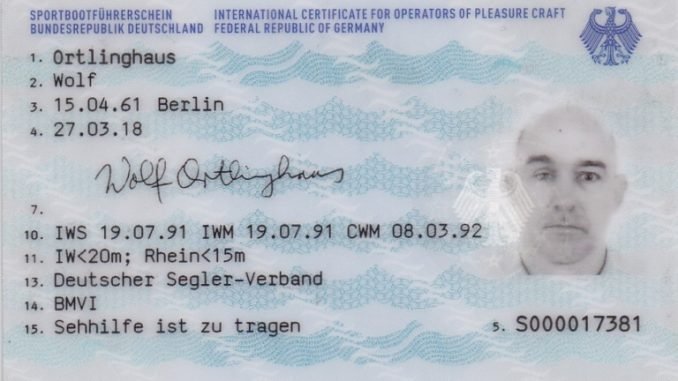 SPORTBOOTFÜHRERSCHEIN INTERNATIONAL CERTIFICATE FOR OPERATORS OF PLEASURE CRAFT
BUNDESREPUBLIK DEUTSCHLAND FEDERAL REPUBLIC OF GERMANY
1. Ortlinghaus
2. Wolf
3. 15.04.61 Berlin
4. 27.03.18
Wolf Ortlinghaus
7.
10. IWS 19.07.91 IWM 19.07.91 CWM 08.03.92
11. IW<20m; Rhein<15m
13. Deutscher Segler-Verband
14. BMVI
15. Sehhilfe ist zu tragen 5. S000017381